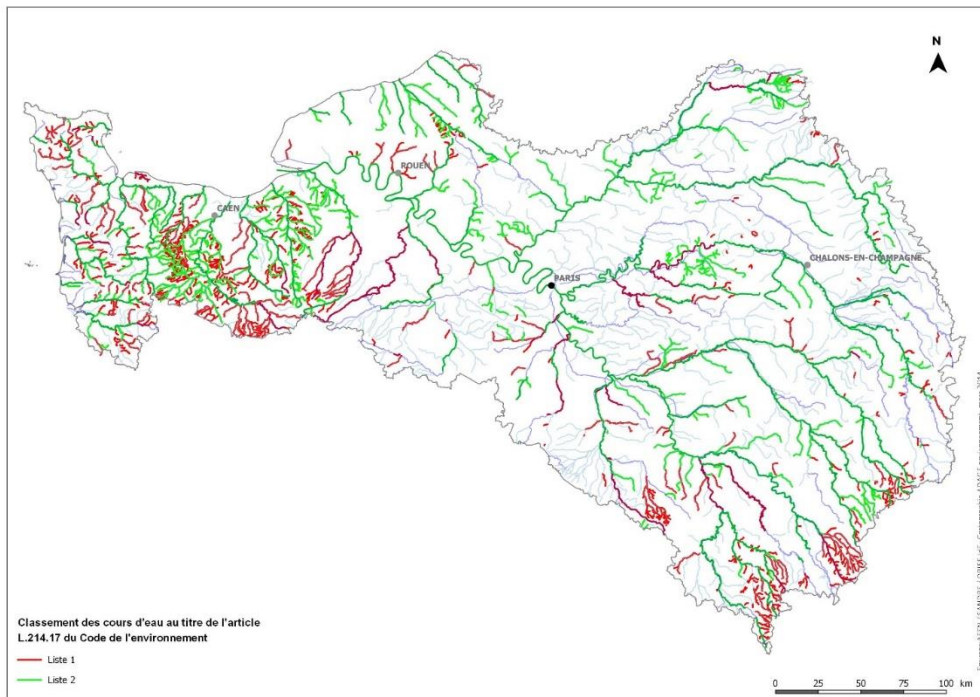 N
ROUEN
CAEN
CHALONS-EN-CHAMPAGNE
PARIS
Classement des cours d'eau au titre de l'article
L.214.17 du Code de l'environnement
Liste 1
Liste 2
0 25 50 75 100 km